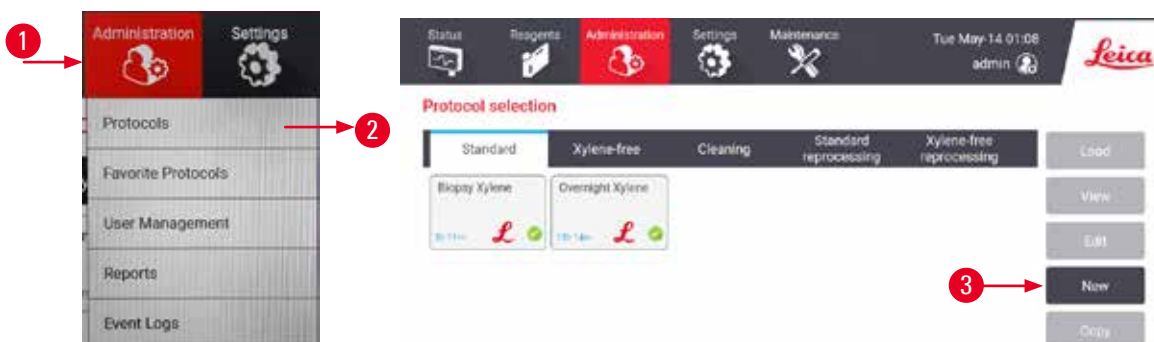 1
Administration
Settings
Protocols
2
Favorite Protocols
User Management
Reports
Event Logs
Status
Reagents
Administration
Settings
Maintenance
Tue May-14 01:08
admin
Leica
Protocol selection
Standard
Xylene-free
Cleaning
Standard
reprocessing
Xylene-free
reprocessing
Biopsy Xylene
Overnight Xylene
Load
View
Edit
3
New
Copy